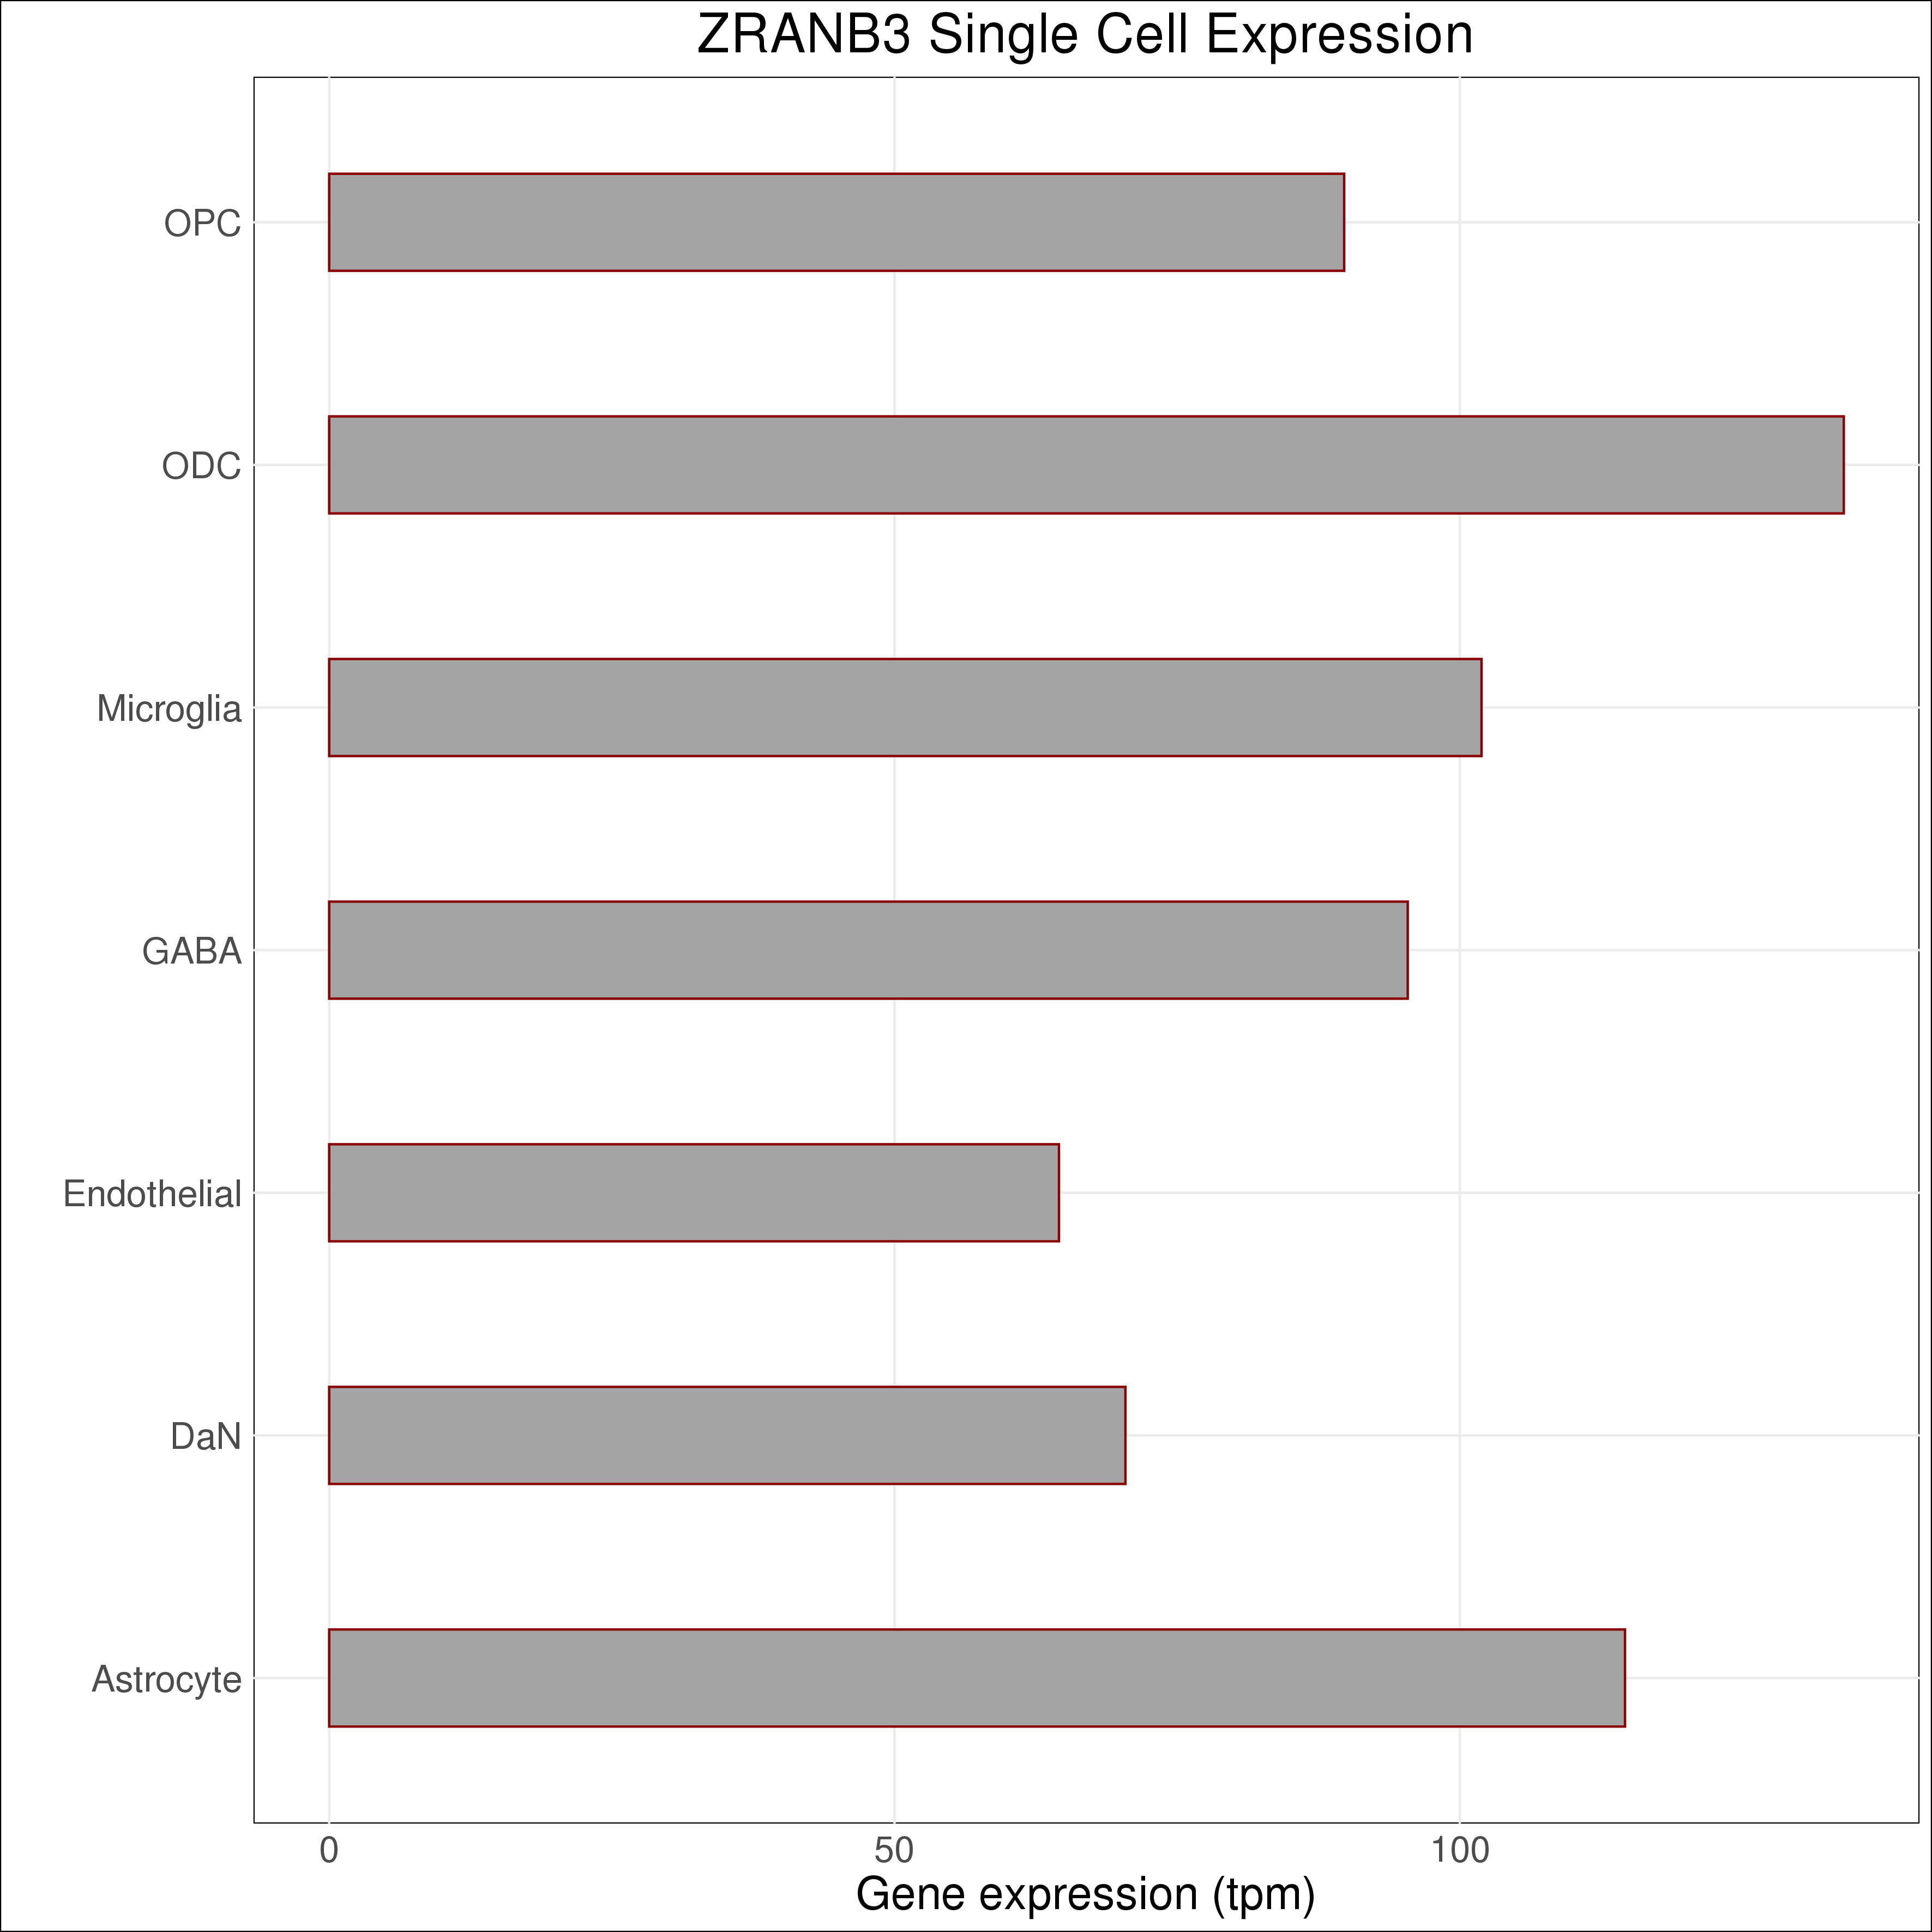 ZRANB3 Single Cell Expression
OPC
ODC
Microglia
GABA
Endothelial
DaN
Astrocyte
0 50 100
Gene expression (tpm)